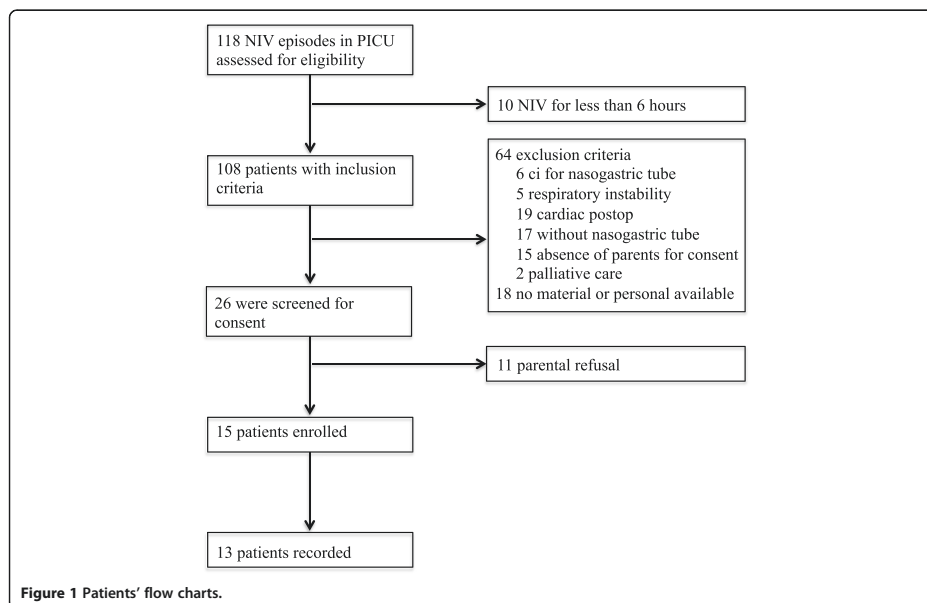 118 NIV episodes in PICU
assessed for eligibility
10 NIV for less than 6 hours
108 patients with inclusion
criteria
64 exclusion criteria
6 ci for nasogastric tube
5 respiratory instability
19 cardiac postop
17 without nasogastric tube
15 absence of parents for consent
2 palliative care
18 no material or personal available
26 were screened for
consent
11 parental refusal
15 patients enrolled
13 patients recorded
Figure 1 Patients' flow charts.